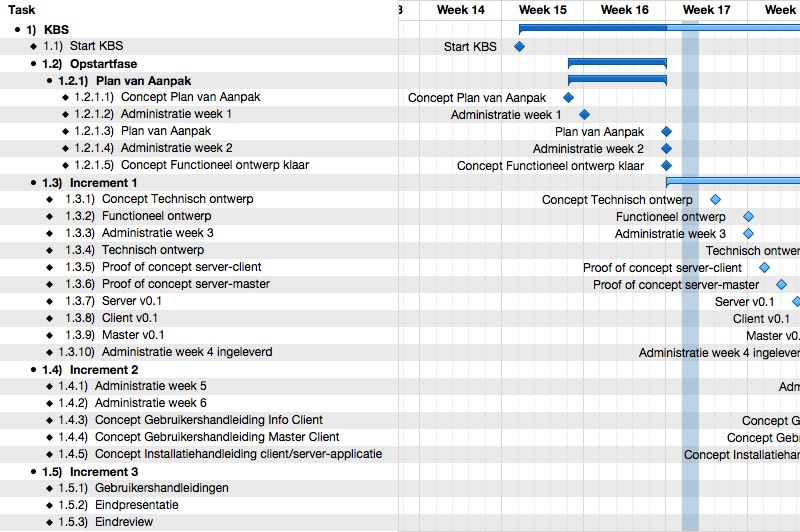 Task 3 Week 14 Week 15 Week 16 Week 17 Week
1) KBS
1.1) Start KBS Start KBS
1.2) Opstartfase
1.2.1) Plan van Aanpak
1.2.1.1) Concept Plan van Aanpak Concept Plan van Aanpak
1.2.1.2) Administratie week 1 Administratie week 1
1.2.1.3) Plan van Aanpak Plan van Aanpak
1.2.1.4) Administratie week 2 Administratie week 2
1.2.1.5) Concept Functioneel ontwerp klaar Concept Functioneel ontwerp klaar
1.3) Increment 1
1.3.1) Concept Technisch ontwerp Concept Technisch ontwerp
1.3.2) Functioneel ontwerp Functioneel ontwerp
1.3.3) Administratie week 3 Administratie week 3
1.3.4) Technisch ontwerp Technisch ontwer
1.3.5) Proof of concept server-client Proof of concept server-client
1.3.6) Proof of concept server-master Proof of concept server-master
1.3.7) Server v0.1 Server v0.1
1.3.8) Client v0.1 Client v0.1
1.3.9) Master v0.1 Master v0.
1.3.10) Administratie week 4 ingeleverd Administratie week 4 ingelever
1.4) Increment 2
1.4.1) Administratie week 5 Adm
1.4.2) Administratie week 6
1.4.3) Concept Gebruikershandleiding Info Client Concept G
1.4.4) Concept Gebruikershandleiding Master Client Concept Gebr
1.4.5) Concept Installatiehandleiding client/server-applicatie Concept Installatiehan
1.5) Increment 3
1.5.1) Gebruikershandleidingen
1.5.2) Eindpresentatie
1.5.3) Eindreview